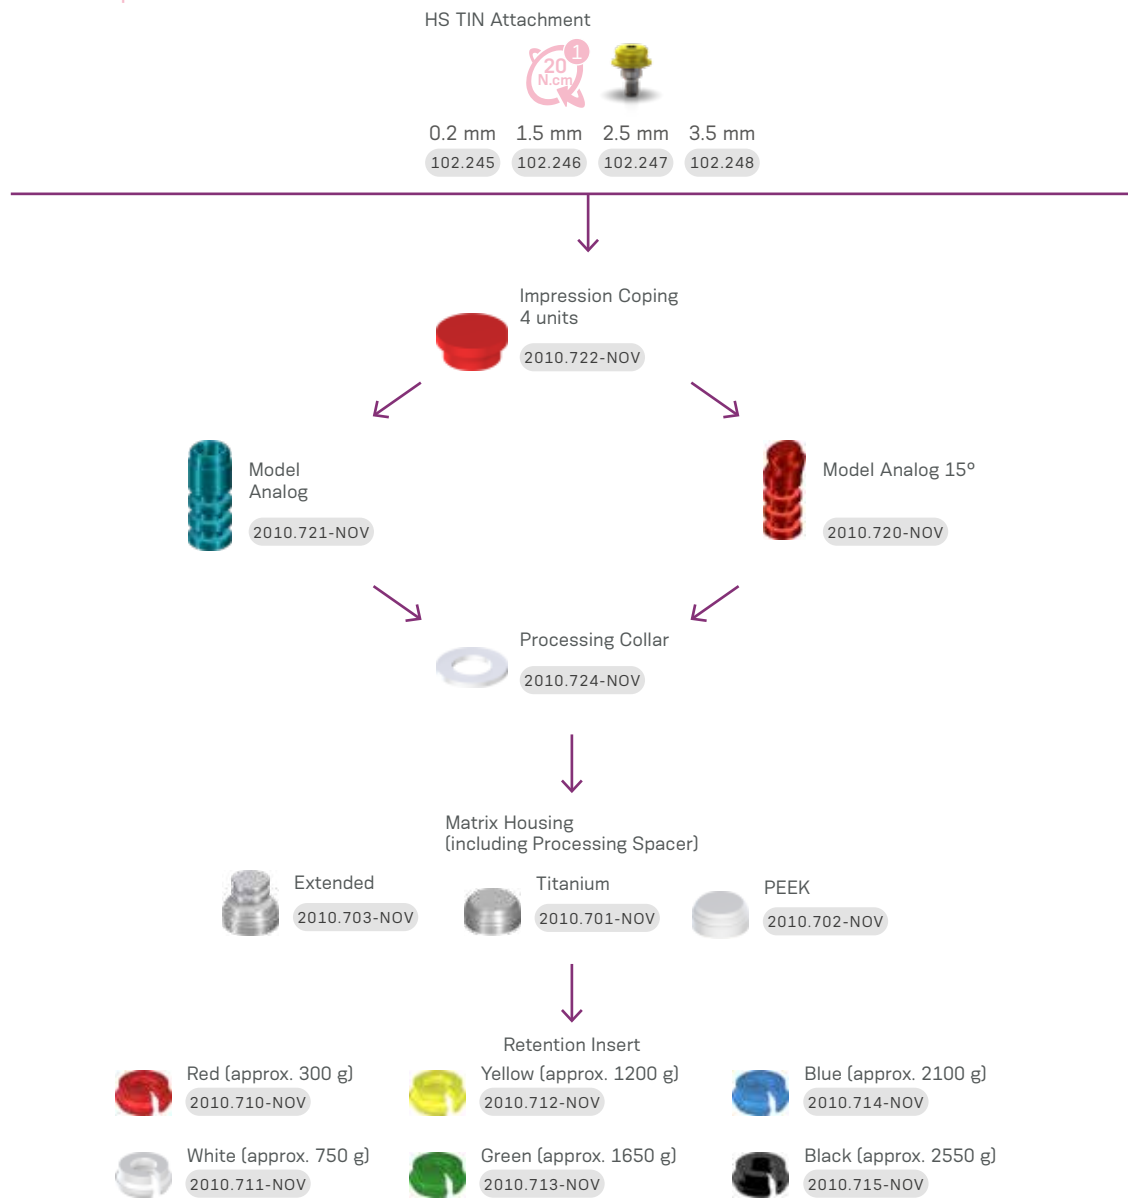 HS TIN Attachment
1
20
N.cm
0.2 mm 1.5 mm 2.5 mm 3.5 mm
102.245 102.246 102.247 102.248
Impression Coping
4 units
2010.722-NOV
Model
Analog
2010.721-NOV
Model Analog 15º
2010.720-NOV
Processing Collar
2010.724-NOV
Matrix Housing
(including Processing Spacer)
Extended
2010.703-NOV
Titanium
2010.701-NOV
PEEK
2010.702-NOV
Retention Insert
Red (approx. 300 g)
2010.710-NOV
Yellow (approx. 1200 g)
2010.712-NOV
Blue (approx. 2100 g)
2010.714-NOV
White (approx. 750 g)
2010.711-NOV
Green (approx. 1650 g)
2010.713-NOV
Black (approx. 2550 g)
2010.715-NOV